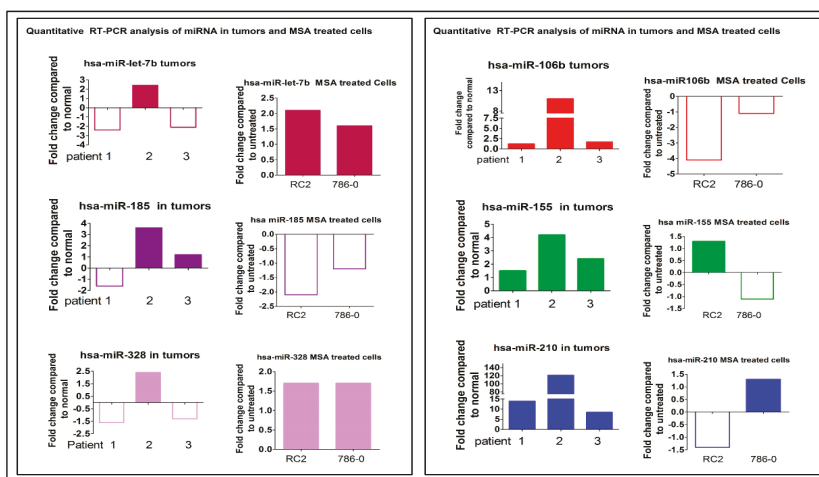 Quantitative RT-PCR analysis of miRNA in tumors and MSA treated cells
hsa-miR-let-7b tumors
Fold change compared
to normal
3
2
1
0
-1
-2
-3
-4
patient 1 2 3
hsa-miR-let-7b MSA treated Cells
Fold change compared
to untreated
2.5
2.0
1.5
1.0
0.5
0.0
RC2 786-0
hsa-miR-185 in tumors
Fold change compared
to normal
4
3
2
1
0
-1
-2
patient 1 2 3
hsa miR-185 MSA treated cells
Fold change compared
to untreated
0.0
-0.5
-1.0
-1.5
-2.0
-2.5
RC2 786-0
hsa-miR-328 in tumors
Fold change compared
to normal
2.5
1.5
0.5
-0.5
-1.5
-2.5
Patient 1 2 3
hsa-miR-328 MSA treated cells
Fold change compared
to untreated
2.0
1.5
1.0
0.5
0.0
RC2 786-0
Quantitative RT-PCR analysis of miRNA in tumors and MSA treated cells
hsa-miR-106b tumors
Fold change
compared to normal
13
8
7.5
5.0
2.5
0.0
patient 1 2 3
hsa-miR106b MSA treated Cells
Fold change compared
to untreated
0
-1
-2
-3
-4
-5
RC2 786-0
hsa-miR-155 in tumors
Fold change compared
to normal
5
4
3
2
1
0
patient 1 2 3
hsa miR-155 MSA treated cells
Fold change compared
to untreated
1.5
1.0
0.5
0.0
-0.5
-1.0
-1.5
RC2 786-0
hsa-miR-210 in tumors
Fold change compared
to normal
140
120
100
80
15
10
5
0
patient 1 2 3
hsa-miR-210 MSA treated cells
Fold change compared
to untreated
1.5
1.0
0.5
0.0
-0.5
-1.0
-1.5
RC2 786-0